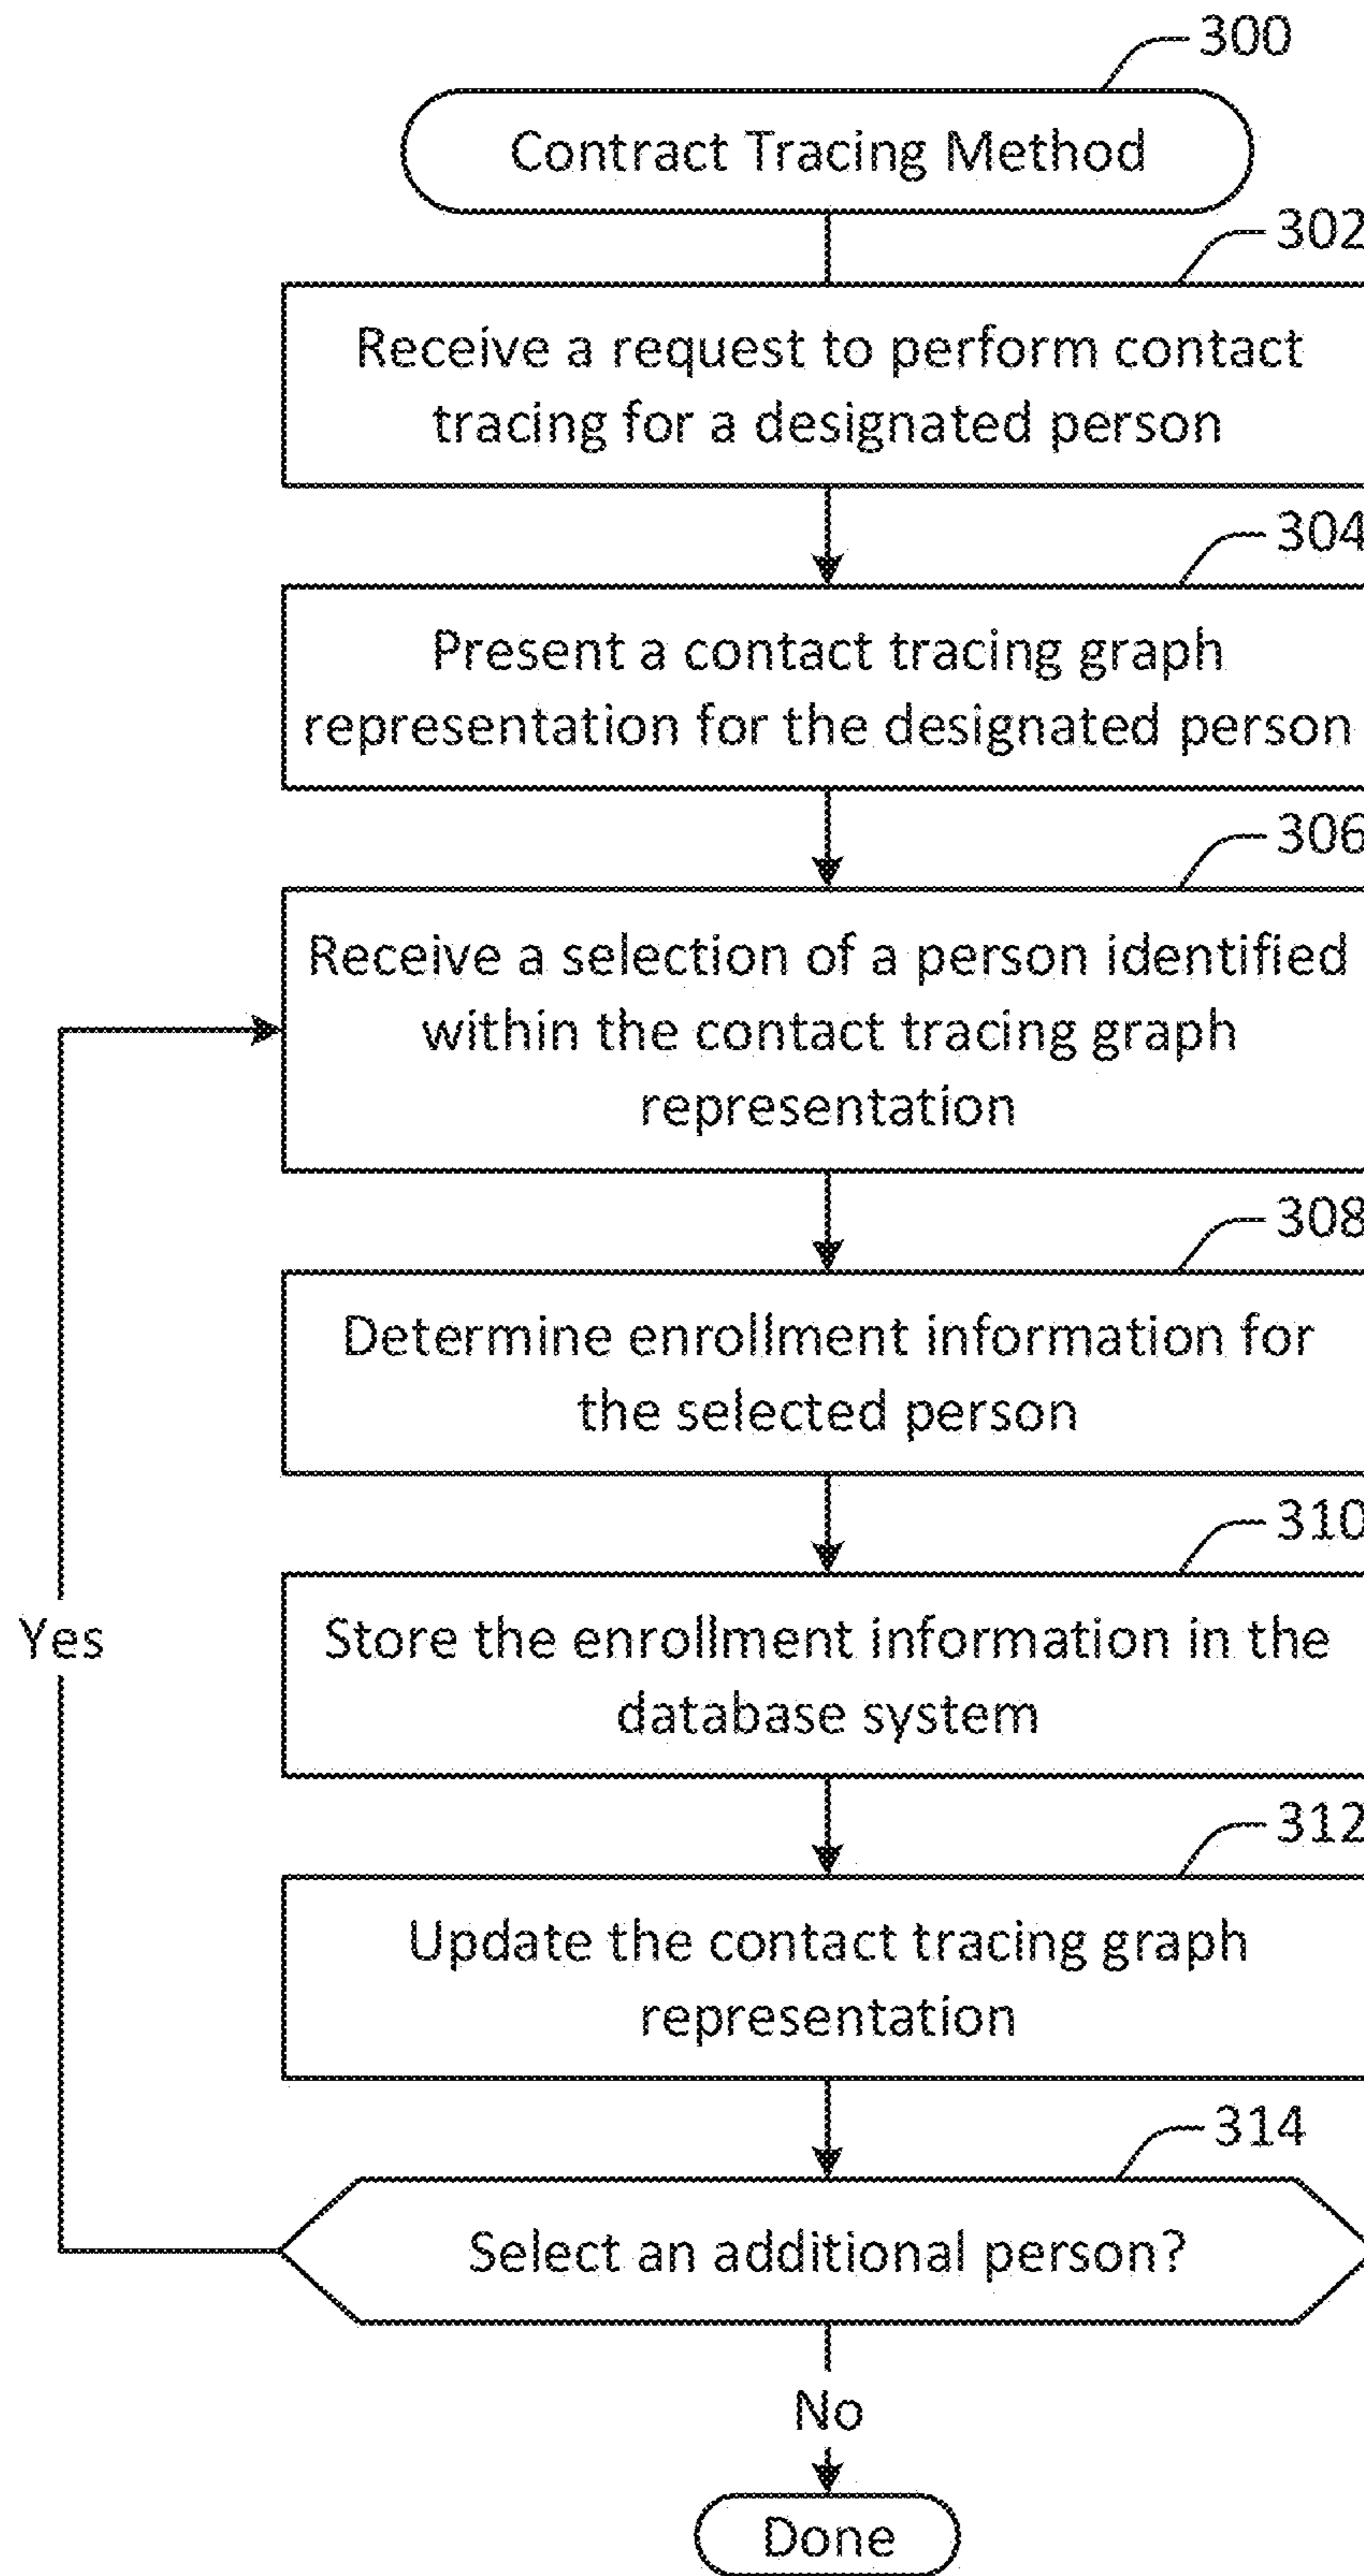 300
Contract Tracing Method
302
Receive a request to perform contact
tracing for a designated person
304
Present a contact tracing graph
representation for the designated person
306
Receive a selection of a person identified
within the contact tracing graph
representation
308
Determine enrollment information for
the selected person
310
Store the enrollment information in the
database system
Yes
312
Update the contact tracing graph
representation
314
Select an additional person?
No
Done